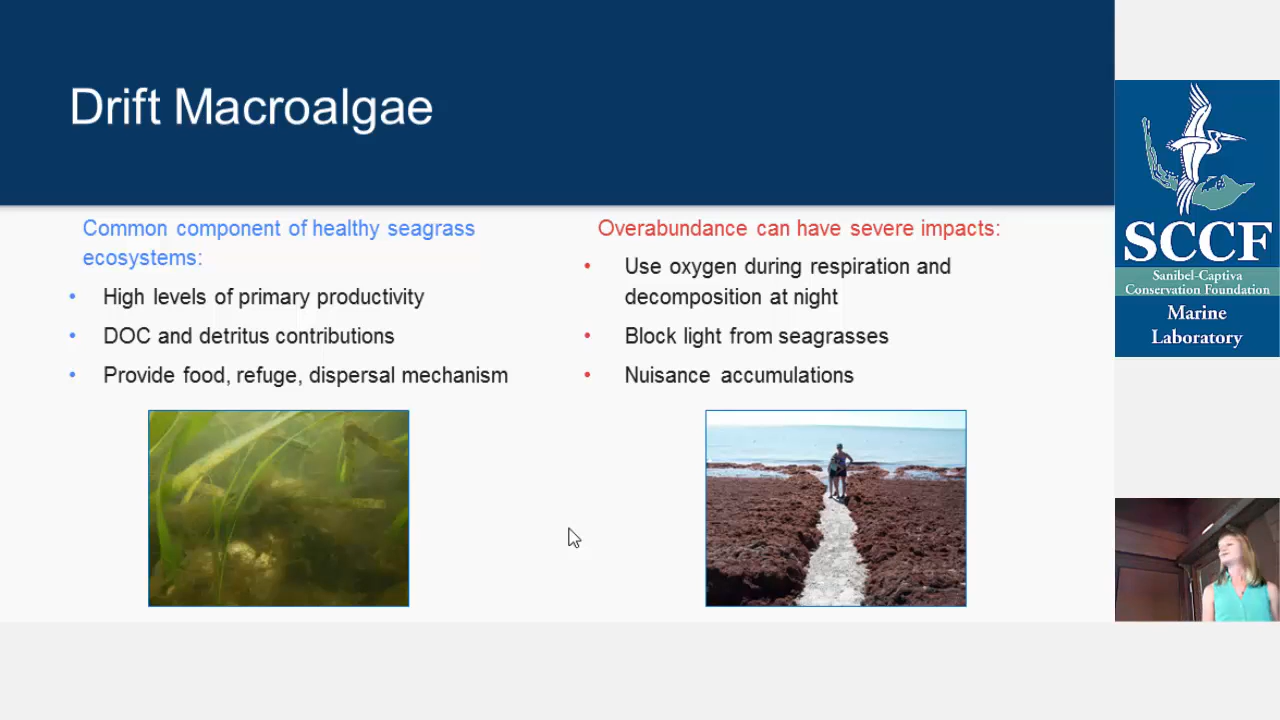 Drift Macroalgae
Common component of healthy seagrass
ecosystems:
• High levels of primary productivity
• DOC and detritus contributions
• Provide food, refuge, dispersal mechanism
Overabundance can have severe impacts:
• Use oxygen during respiration and
decomposition at night
• Block light from seagrasses
• Nuisance accumulations
SCCF
Sanibel-Captiva
Conservation Foundation
Marine
Laboratory